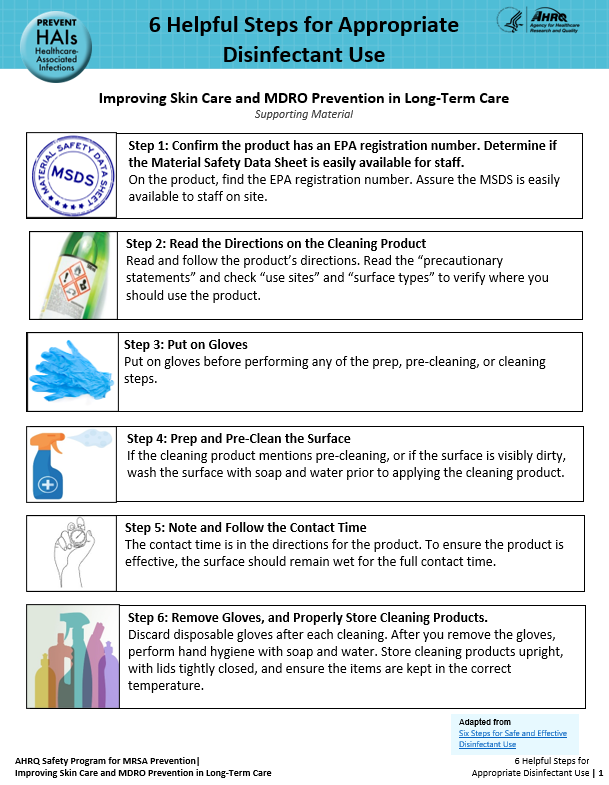 PREVENT
HAIs
Healthcare-
Associated
Infections
6 Helpful Steps for Appropriate
Disinfectant Use
AHRQ
Agency for Healthcare
Research and Quality
Improving Skin Care and MDRO Prevention in Long-Term Care
Supporting Material
MATERIAL SAFETY DATA SHEET
MSDS
Step 1: Confirm the product has an EPA registration number. Determine if
the Material Safety Data Sheet is easily available for staff.
On the product, find the EPA registration number. Assure the MSDS is easily
available to staff on site.
Step 2: Read the Directions on the Cleaning Product
Read and follow the product’s directions. Read the “precautionary
statements” and check “use sites” and “surface types” to verify where you
should use the product.
Step 3: Put on Gloves
Put on gloves before performing any of the prep, pre-cleaning, or cleaning
steps.
Step 4: Prep and Pre-Clean the Surface
If the cleaning product mentions pre-cleaning, or if the surface is visibly dirty,
wash the surface with soap and water prior to applying the cleaning product.
Step 5: Note and Follow the Contact Time
The contact time is in the directions for the product. To ensure the product is
effective, the surface should remain wet for the full contact time.
Step 6: Remove Gloves, and Properly Store Cleaning Products.
Discard disposable gloves after each cleaning. After you remove the gloves,
perform hand hygiene with soap and water. Store cleaning products upright,
with lids tightly closed, and ensure the items are kept in the correct
temperature.
Adapted from
Six Steps for Safe and Effective
Disinfectant Use
AHRQ Safety Program for MRSA Prevention|
Improving Skin Care and MDRO Prevention in Long-Term Care
6 Helpful Steps for
Appropriate Disinfectant Use | 1